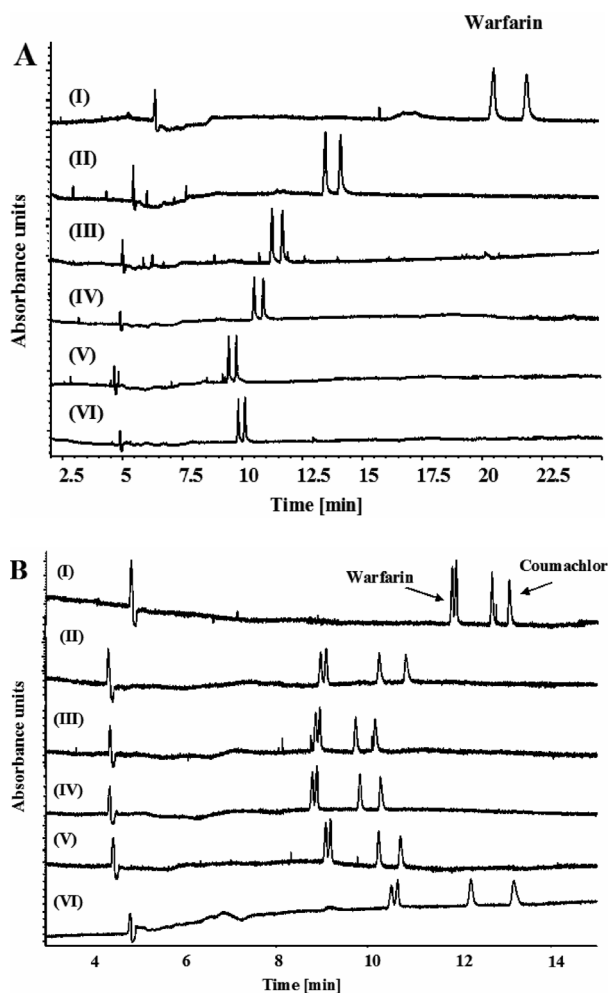 Warfarin
A
(I)
(II)
(III)
(IV)
(V)
(VI)
Absorbance units
2.5 5 7.5 10 12.5 15 17.5 20 22.5
Time [min]
B
(I)
Warfarin
Coumachlor
(II)
(III)
(IV)
(V)
(VI)
Absorbance units
4 6 8 10 12 14
Time [min]